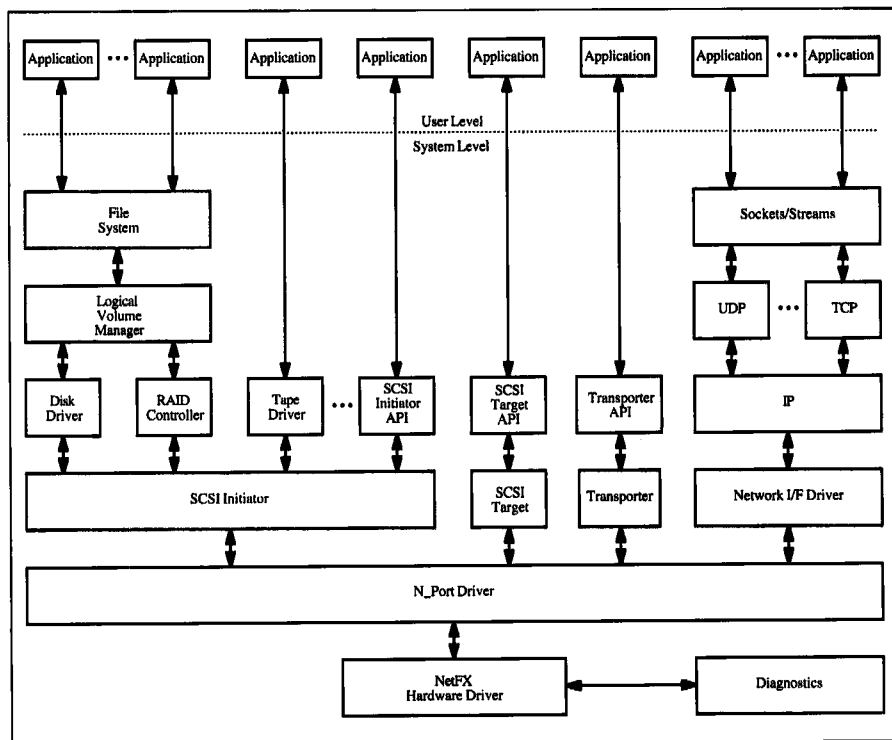 Application ••• Application Application Application Application Application Application ••• Application
User Level
System Level
File
System
Sockets/Streams
Logical
Volume
Manager
UDP ••• TCP
Disk
Driver
RAID
Controller
Tape
Driver
•••
SCSI
Initiator
API
SCSI
Target
API
Transporter
API
IP
SCSI Initiator
SCSI
Target
Transporter
Network I/F Driver
N_Port Driver
NetFX
Hardware Driver
Diagnostics